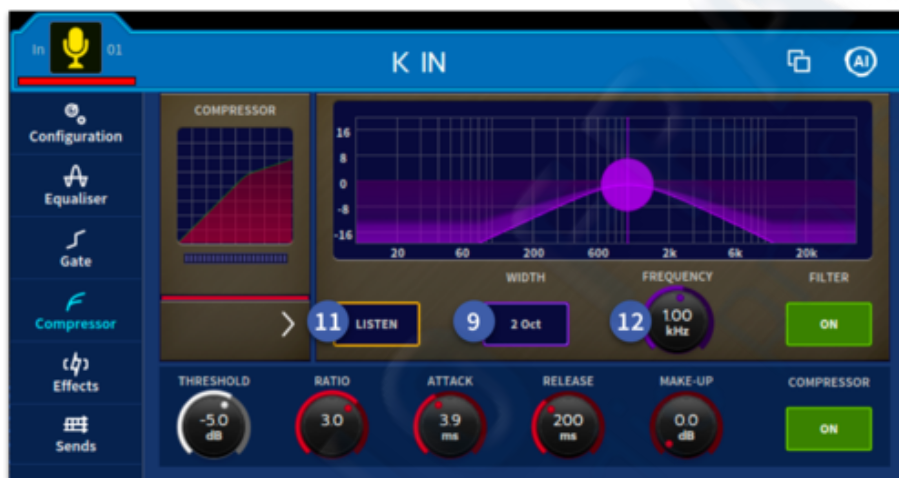 In 01
K IN
AI
Configuration
Equaliser
Gate
Compressor
Effects
Sends
COMPRESSOR
16
8
0
-8
-16
20 60 200 600 2k 6k 20k
WIDTH FREQUENCY FILTER
11 LISTEN 9 2 Oct 12 1.00 kHz ON
THRESHOLD RATIO ATTACK RELEASE MAKE-UP COMPRESSOR
-5.0 dB 3.0 3.9 ms 200 ms 0.0 dB ON